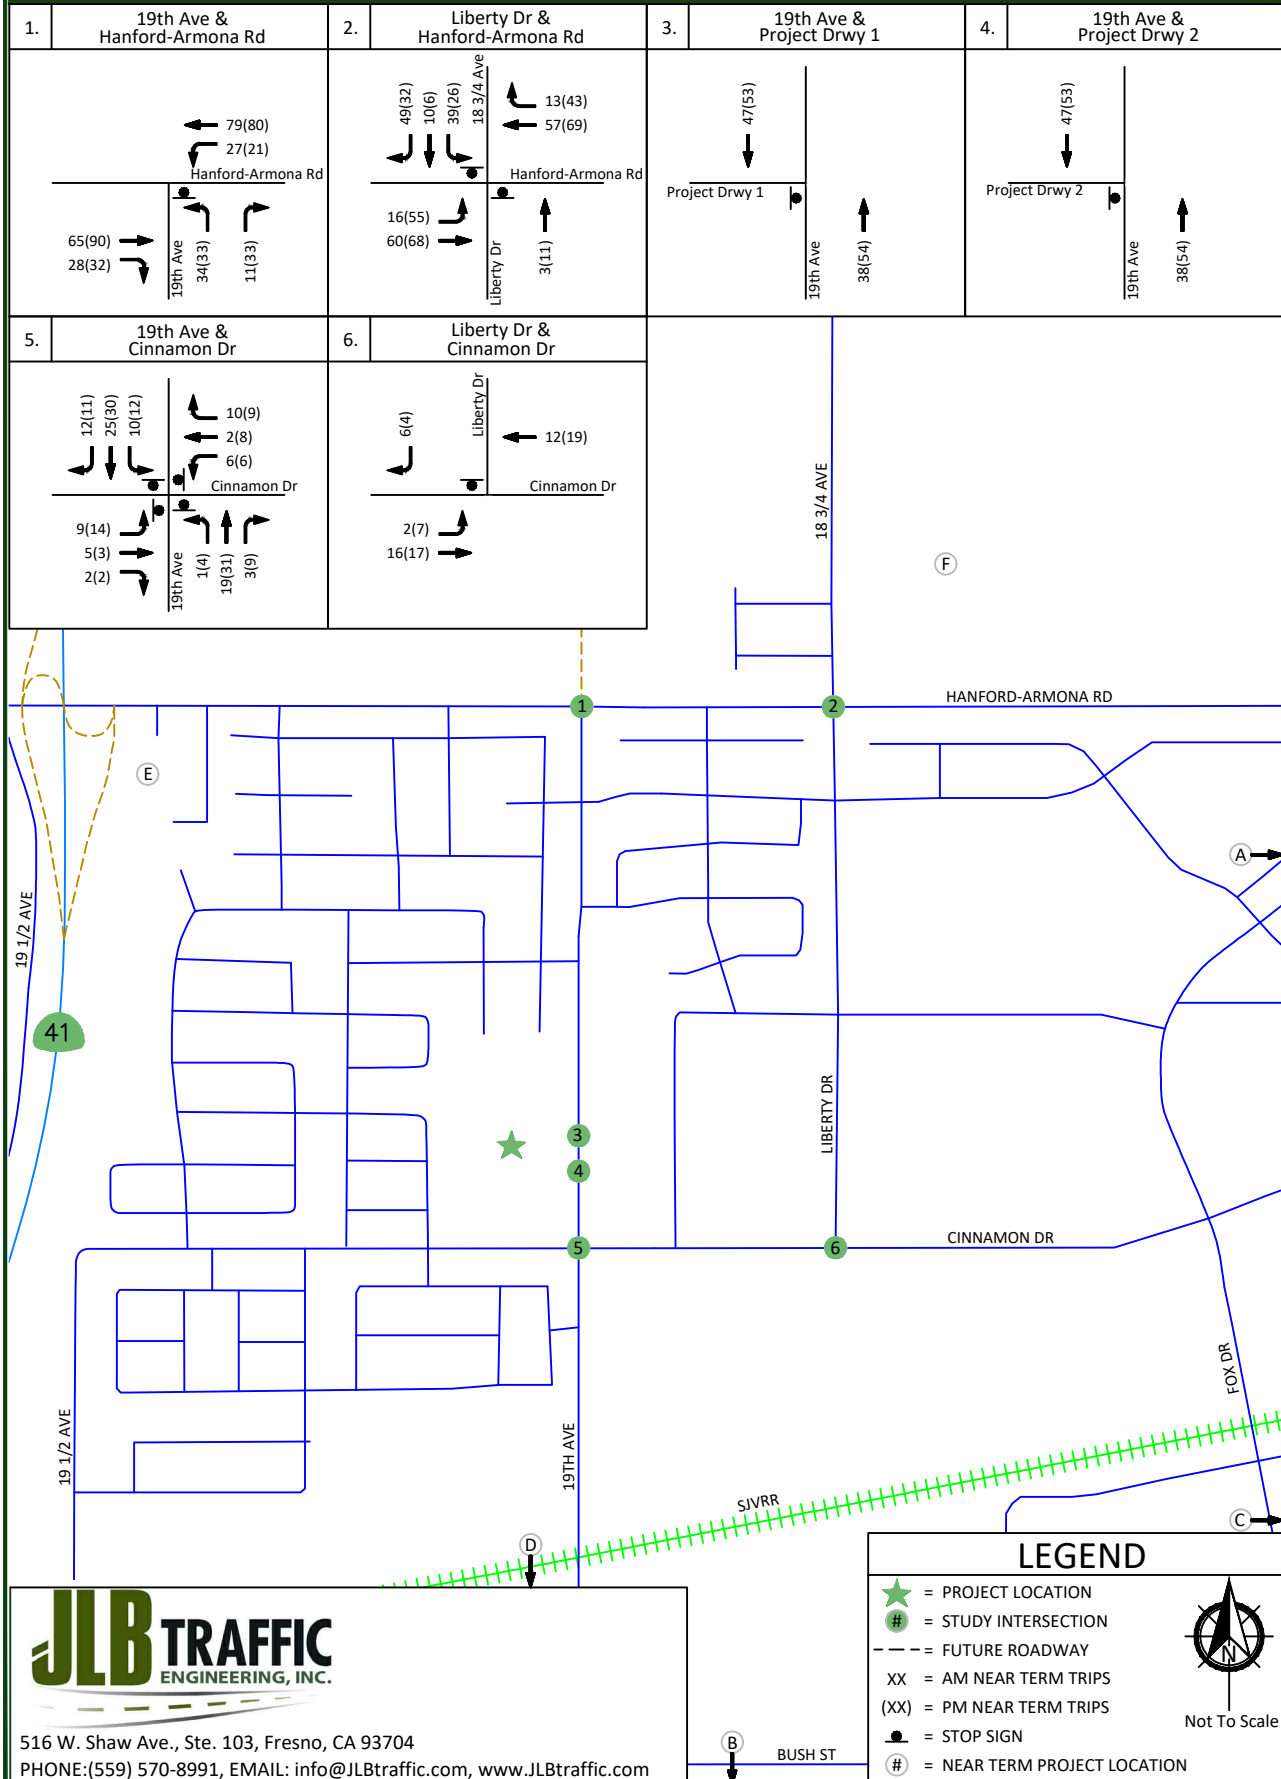 1.
19th Ave &
Hanford-Armona Rd
79(80)
27(21)
Hanford-Armona Rd
65(90)
28(32)
19th Ave
34(33)
11(33)
2.
Liberty Dr &
Hanford-Armona Rd
49(32)
10(6)
39(26)
18 3/4 Ave
13(43)
57(69)
Hanford-Armona Rd
16(55)
60(68)
Liberty Dr
3(11)
3.
19th Ave &
Project Drwy 1
47(53)
Project Drwy 1
19th Ave
38(54)
4.
19th Ave &
Project Drwy 2
47(53)
Project Drwy 2
19th Ave
38(54)
5.
19th Ave &
Cinnamon Dr
12(11)
25(30)
10(12)
10(9)
2(8)
6(6)
Cinnamon Dr
9(14)
5(3)
2(2)
19th Ave
1(4)
19(31)
3(9)
6.
Liberty Dr &
Cinnamon Dr
6(4)
Liberty Dr
12(19)
Cinnamon Dr
2(7)
16(17)
18 3/4 AVE
F
1
2
HANFORD-ARMONA RD
E
A
19 1/2 AVE
41
LIBERTY DR
3
4
5
6
CINNAMON DR
FOX DR
19 1/2 AVE
19TH AVE
SJVRR
C
D
B
BUSH ST
JLB TRAFFIC
ENGINEERING, INC.
516 W. Shaw Ave., Ste. 103, Fresno, CA 93704
PHONE:(559) 570-8991, EMAIL: info@JLBtraffic.com, www.JLBtraffic.com
LEGEND
= PROJECT LOCATION
# = STUDY INTERSECTION
= FUTURE ROADWAY
XX = AM NEAR TERM TRIPS
(XX) = PM NEAR TERM TRIPS
= STOP SIGN
# = NEAR TERM PROJECT LOCATION
N
Not To Scale